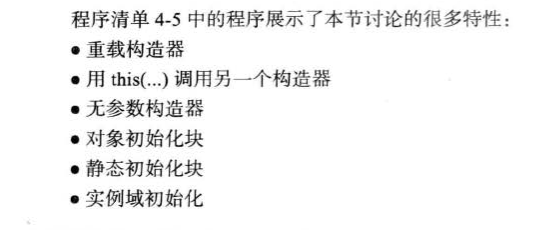 程序清单 4-5 中的程序展示了本节讨论的很多特性：
● 重载构造器
● 用 this(...) 调用另一个构造器
● 无参数构造器
● 对象初始化块
● 静态初始化块
● 实例域初始化